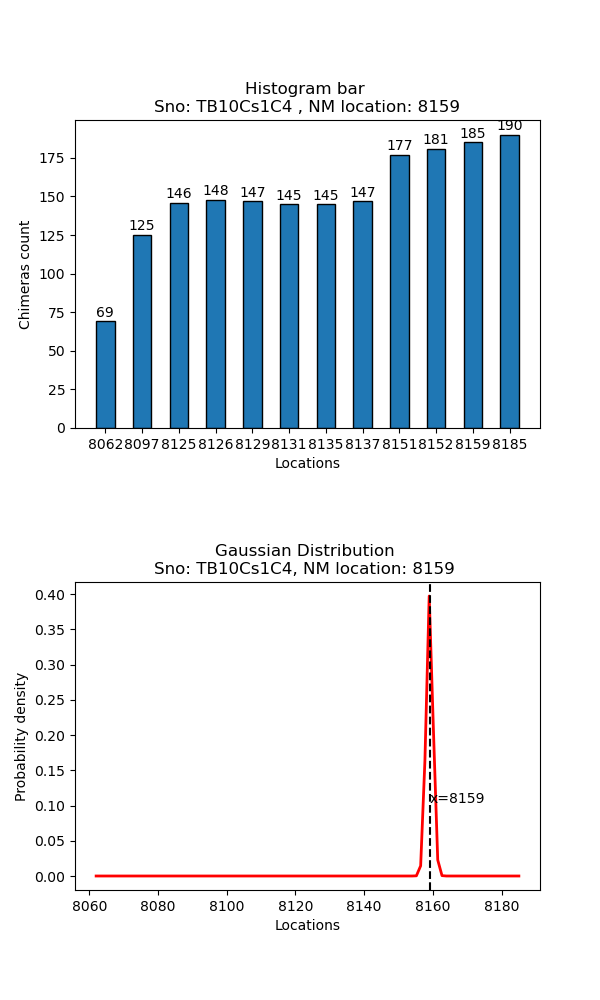 Histogram bar
Sno: TB10Cs1C4 , NM location: 8159
Chimeras count
175
150
125
100
75
50
25
0
69
125
146
148
147
145
145
147
177
181
185
190
8062 8097 8125 8126 8129 8131 8135 8137 8151 8152 8159 8185
Locations
Gaussian Distribution
Sno: TB10Cs1C4, NM location: 8159
Probability density
0.40
0.35
0.30
0.25
0.20
0.15
0.10
0.05
0.00
x=8159
8060 8080 8100 8120 8140 8160 8180
Locations